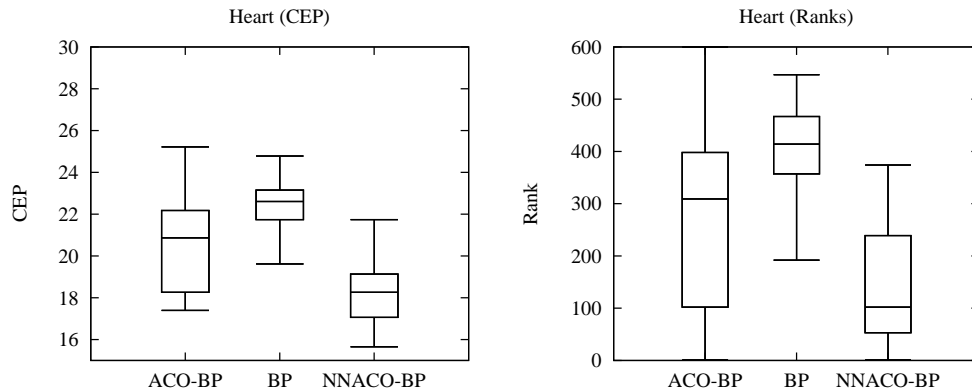 Heart (CEP)
30
28
26
24
22
20
18
16
CEP
ACO-BP BP NNACO-BP
Heart (Ranks)
600
500
400
300
200
100
0
Rank
ACO-BP BP NNACO-BP